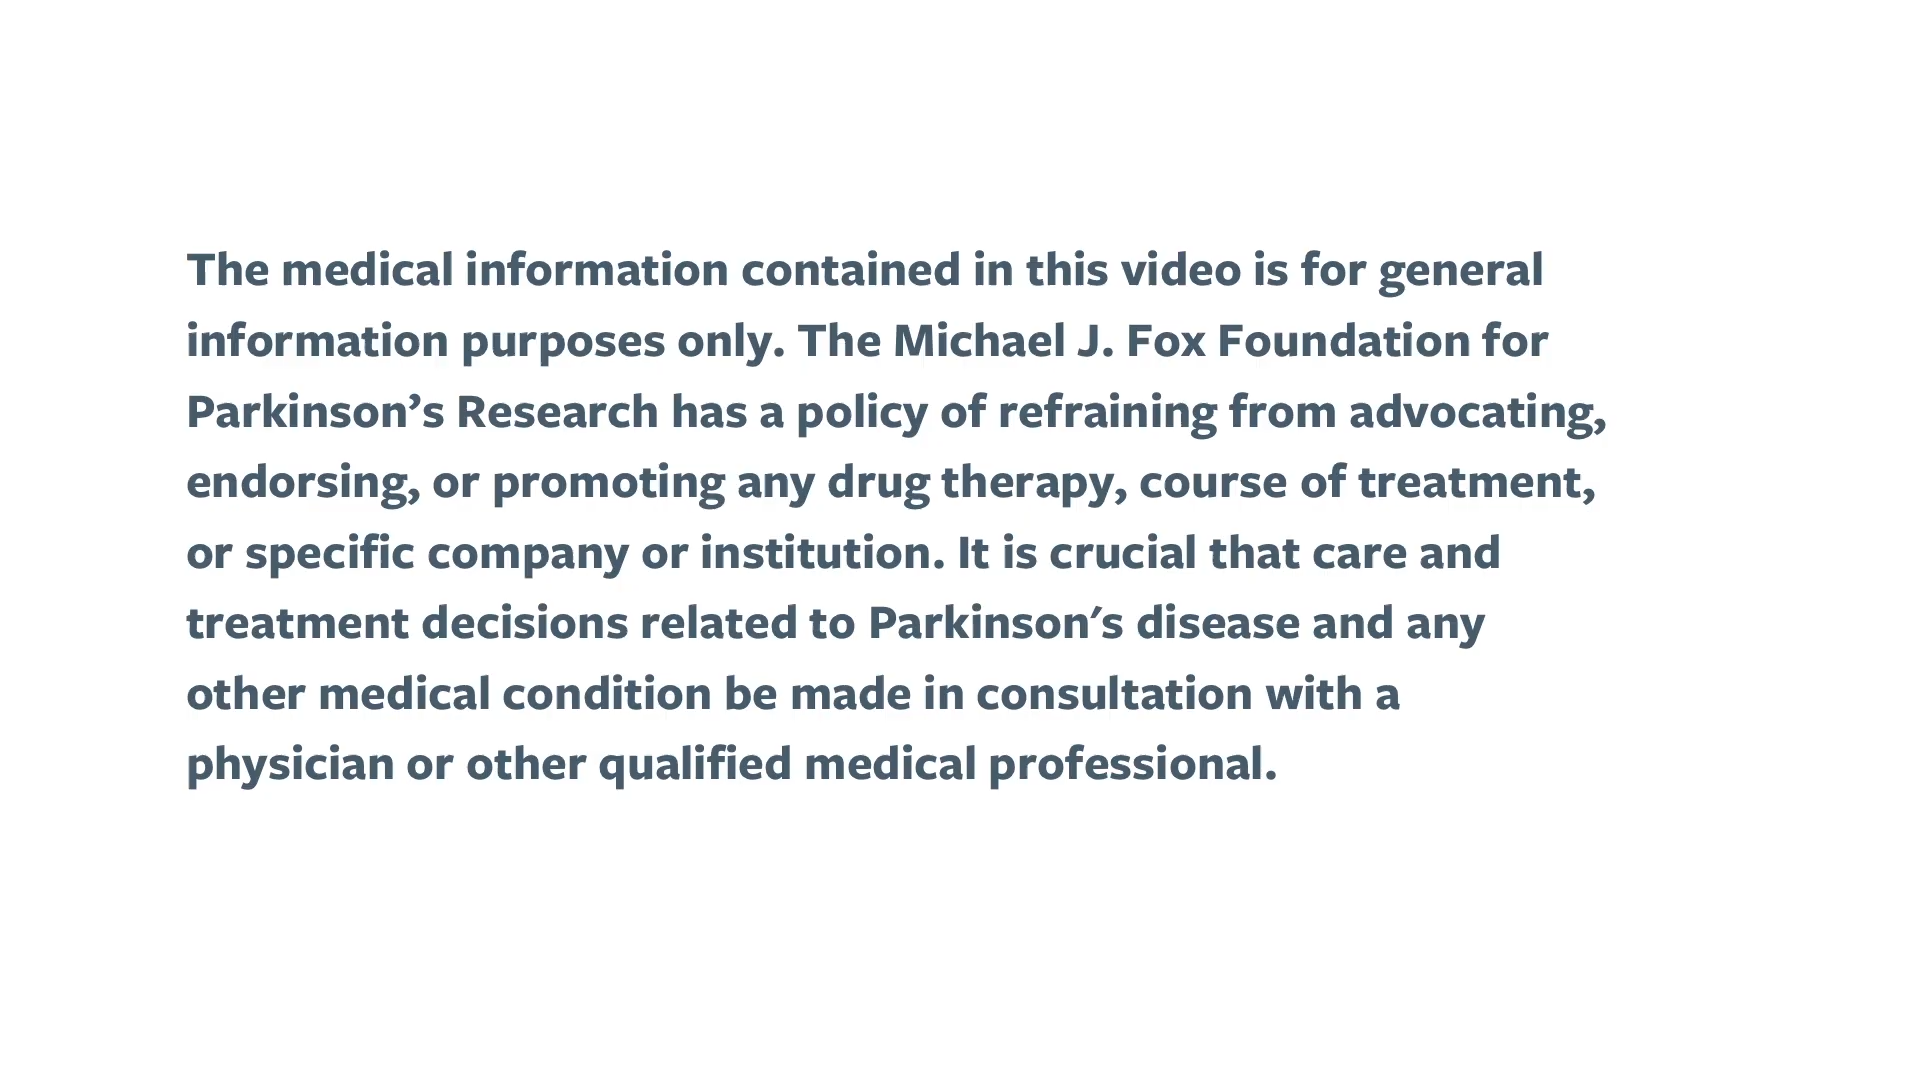 The medical information contained in this video is for general
information purposes only. The Michael J. Fox Foundation for
Parkinson’s Research has a policy of refraining from advocating,
endorsing, or promoting any drug therapy, course of treatment,
or specific company or institution. It is crucial that care and
treatment decisions related to Parkinson's disease and any
other medical condition be made in consultation with a
physician or other qualified medical professional.